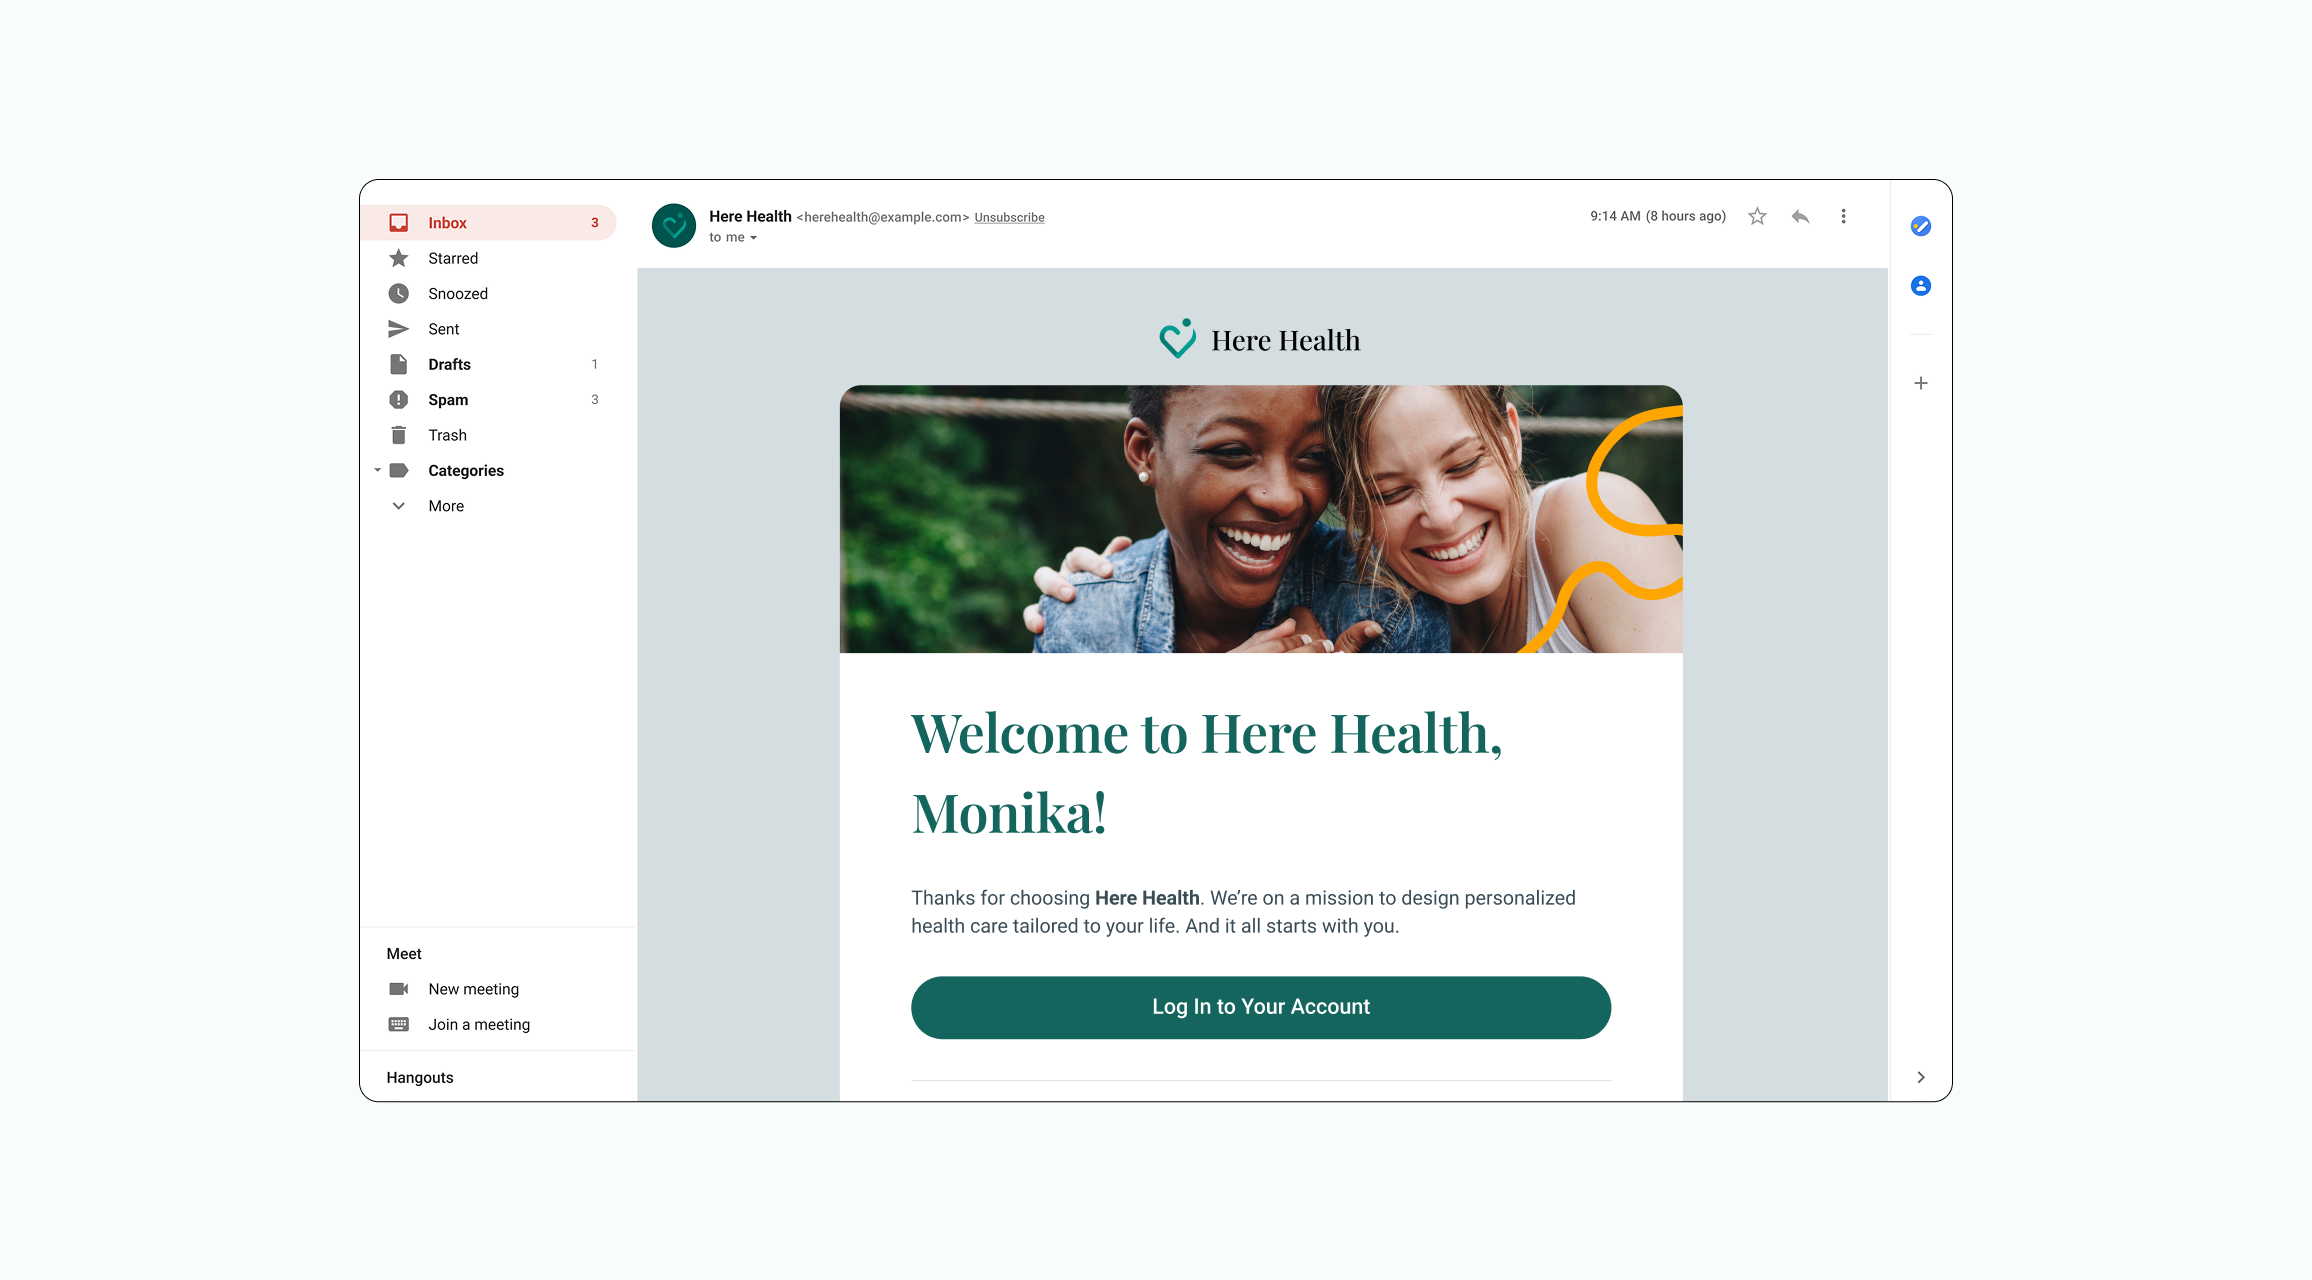 Inbox 3
Starred
Snoozed
Sent
Drafts 1
Spam 3
Trash
Categories
More
Meet
New meeting
Join a meeting
Hangouts
Here Health <herehealth@example.com> Unsubscribe
to me
9:14 AM (8 hours ago)
Here Health
Welcome to Here Health,
Monika!
Thanks for choosing Here Health. We’re on a mission to design personalized
health care tailored to your life. And it all starts with you.
Log In to Your Account